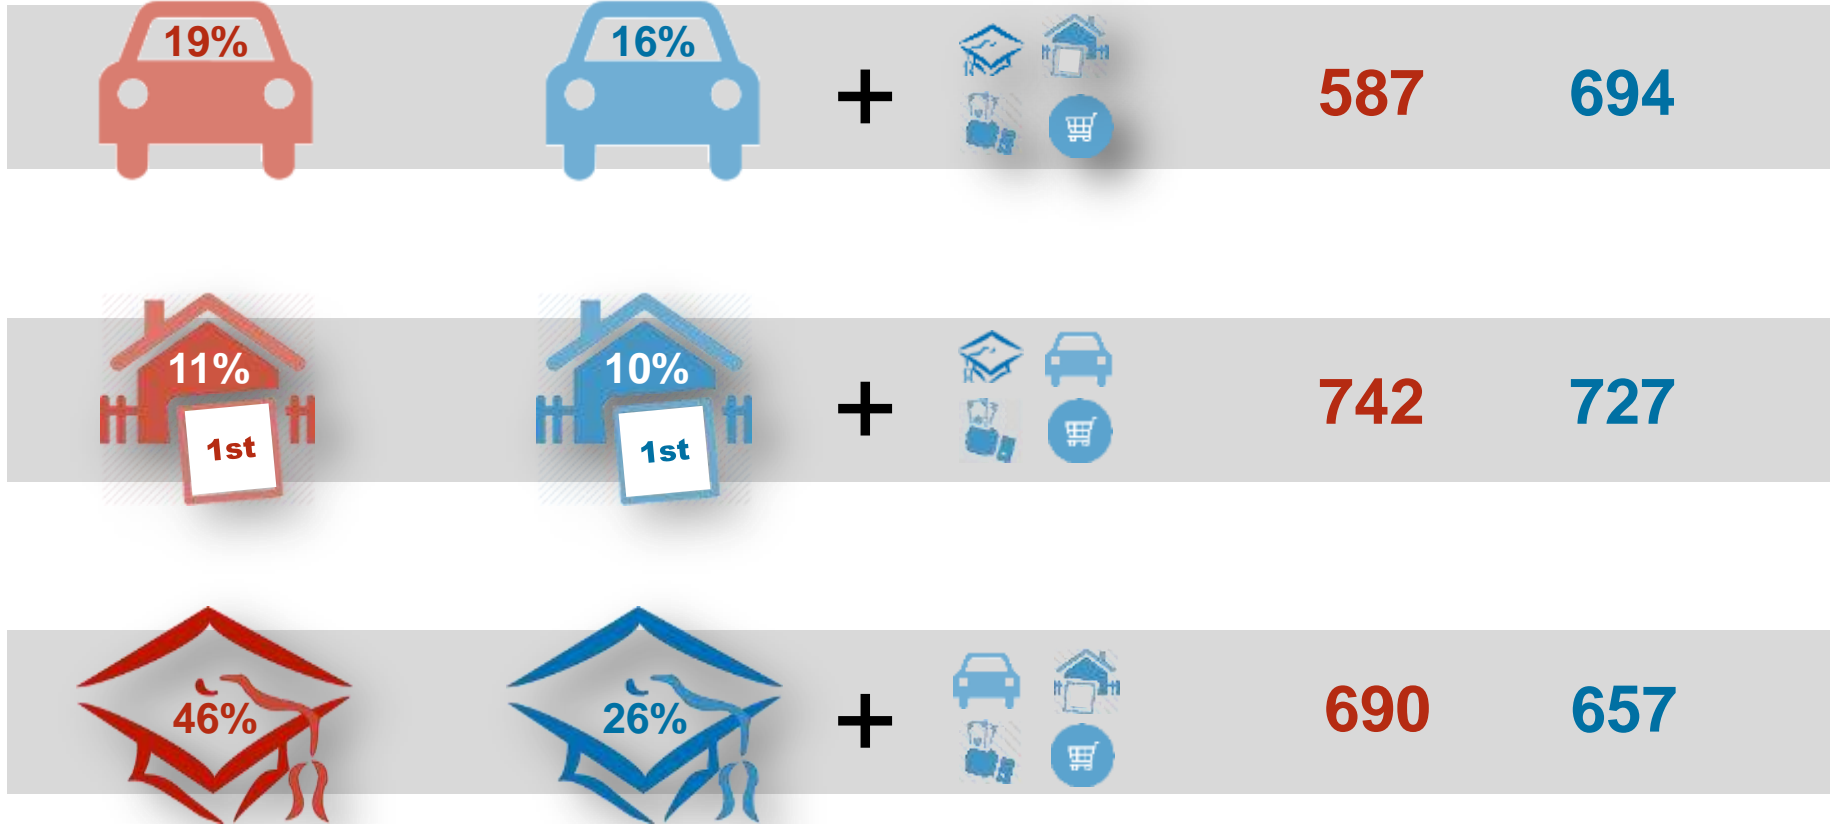 19% 16% + 587 694
11% 10% + 742 727
1st 1st
46% 26% + 690 657